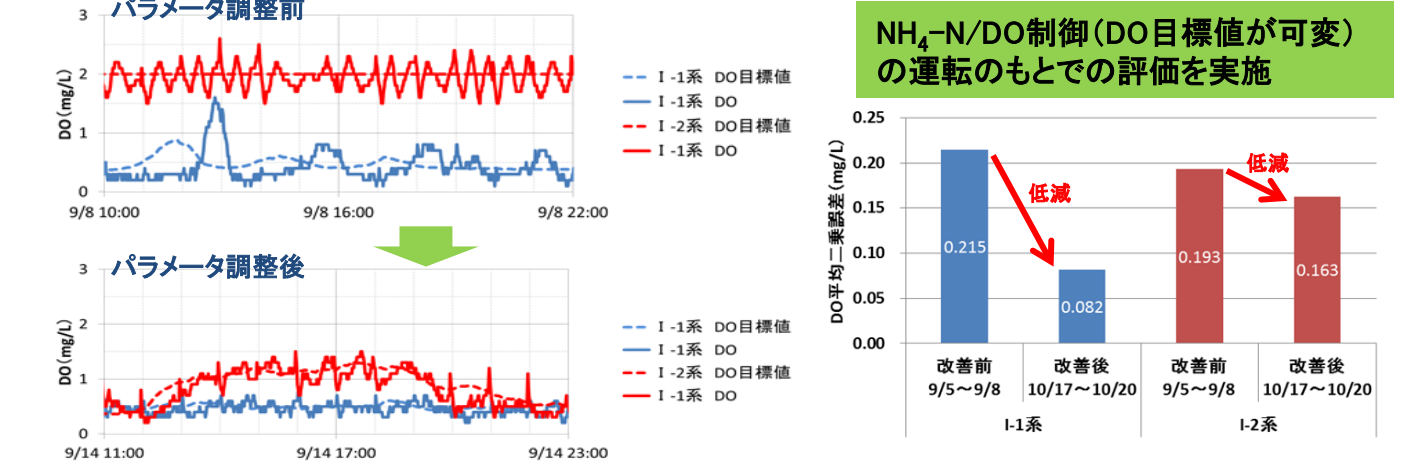 パラメータ調整前
3
2
1
0
DO(mg/L)
9/8 10:00
9/8 16:00
9/8 22:00
Ⅰ-1系 DO目標値
Ⅰ-1系 DO
Ⅰ-2系 DO目標値
Ⅰ-1系 DO
パラメータ調整後
3
2
1
0
DO(mg/L)
9/14 11:00
9/14 17:00
9/14 23:00
Ⅰ-1系 DO目標値
Ⅰ-1系 DO
Ⅰ-2系 DO目標値
Ⅰ-1系 DO
NH₄-N/DO制御(DO目標値が可変)
の運転のもとでの評価を実施
DO平均二乗誤差(mg/L)
0.25
0.20
0.15
0.10
0.05
0.00
0.215
低減
0.082
0.193
低減
0.163
改善前
9/5～9/8
改善後
10/17～10/20
改善前
9/5～9/8
改善後
10/17～10/20
I-1系
I-2系